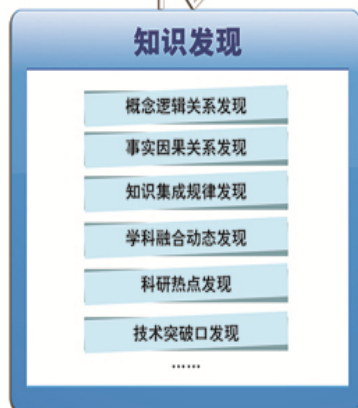 知识发现
概念逻辑关系发现
事实因果关系发现
知识集成规律发现
学科融合动态发现
科研热点发现
技术突破口发现
……